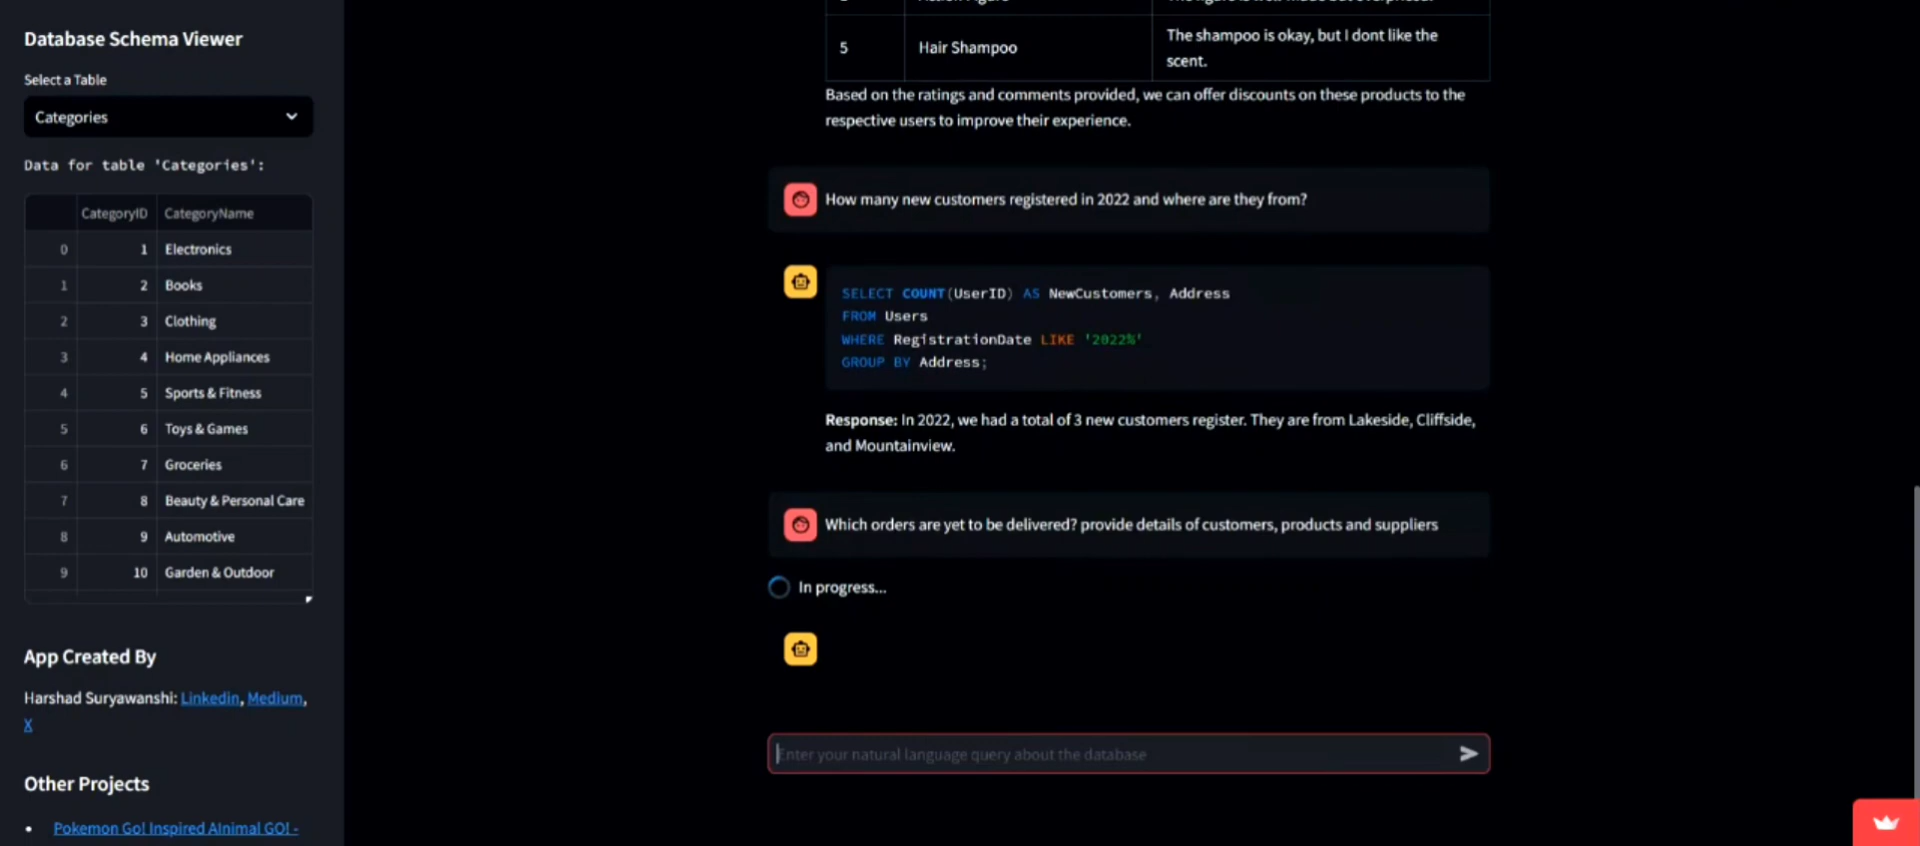 Database Schema Viewer
Select a Table
Categories
Data for table 'Categories':
CategoryID CategoryName
0 1 Electronics
1 2 Books
2 3 Clothing
3 4 Home Appliances
4 5 Sports & Fitness
5 6 Toys & Games
6 7 Groceries
7 8 Beauty & Personal Care
8 9 Automotive
9 10 Garden & Outdoor
App Created By
Harshad Suryawanshi: Linkedin, Medium,
X
Other Projects
• Pokemon Go! Inspired AInimal GO! -
5 Hair Shampoo
The shampoo is okay, but I dont like the
scent.
Based on the ratings and comments provided, we can offer discounts on these products to the
respective users to improve their experience.
How many new customers registered in 2022 and where are they from?
SELECT COUNT(UserID) AS NewCustomers, Address
FROM Users
WHERE RegistrationDate LIKE '2022%'
GROUP BY Address;
Response: In 2022, we had a total of 3 new customers register. They are from Lakeside, Cliffside,
and Mountainview.
Which orders are yet to be delivered? provide details of customers, products and suppliers
In progress...
Enter your natural language query about the database